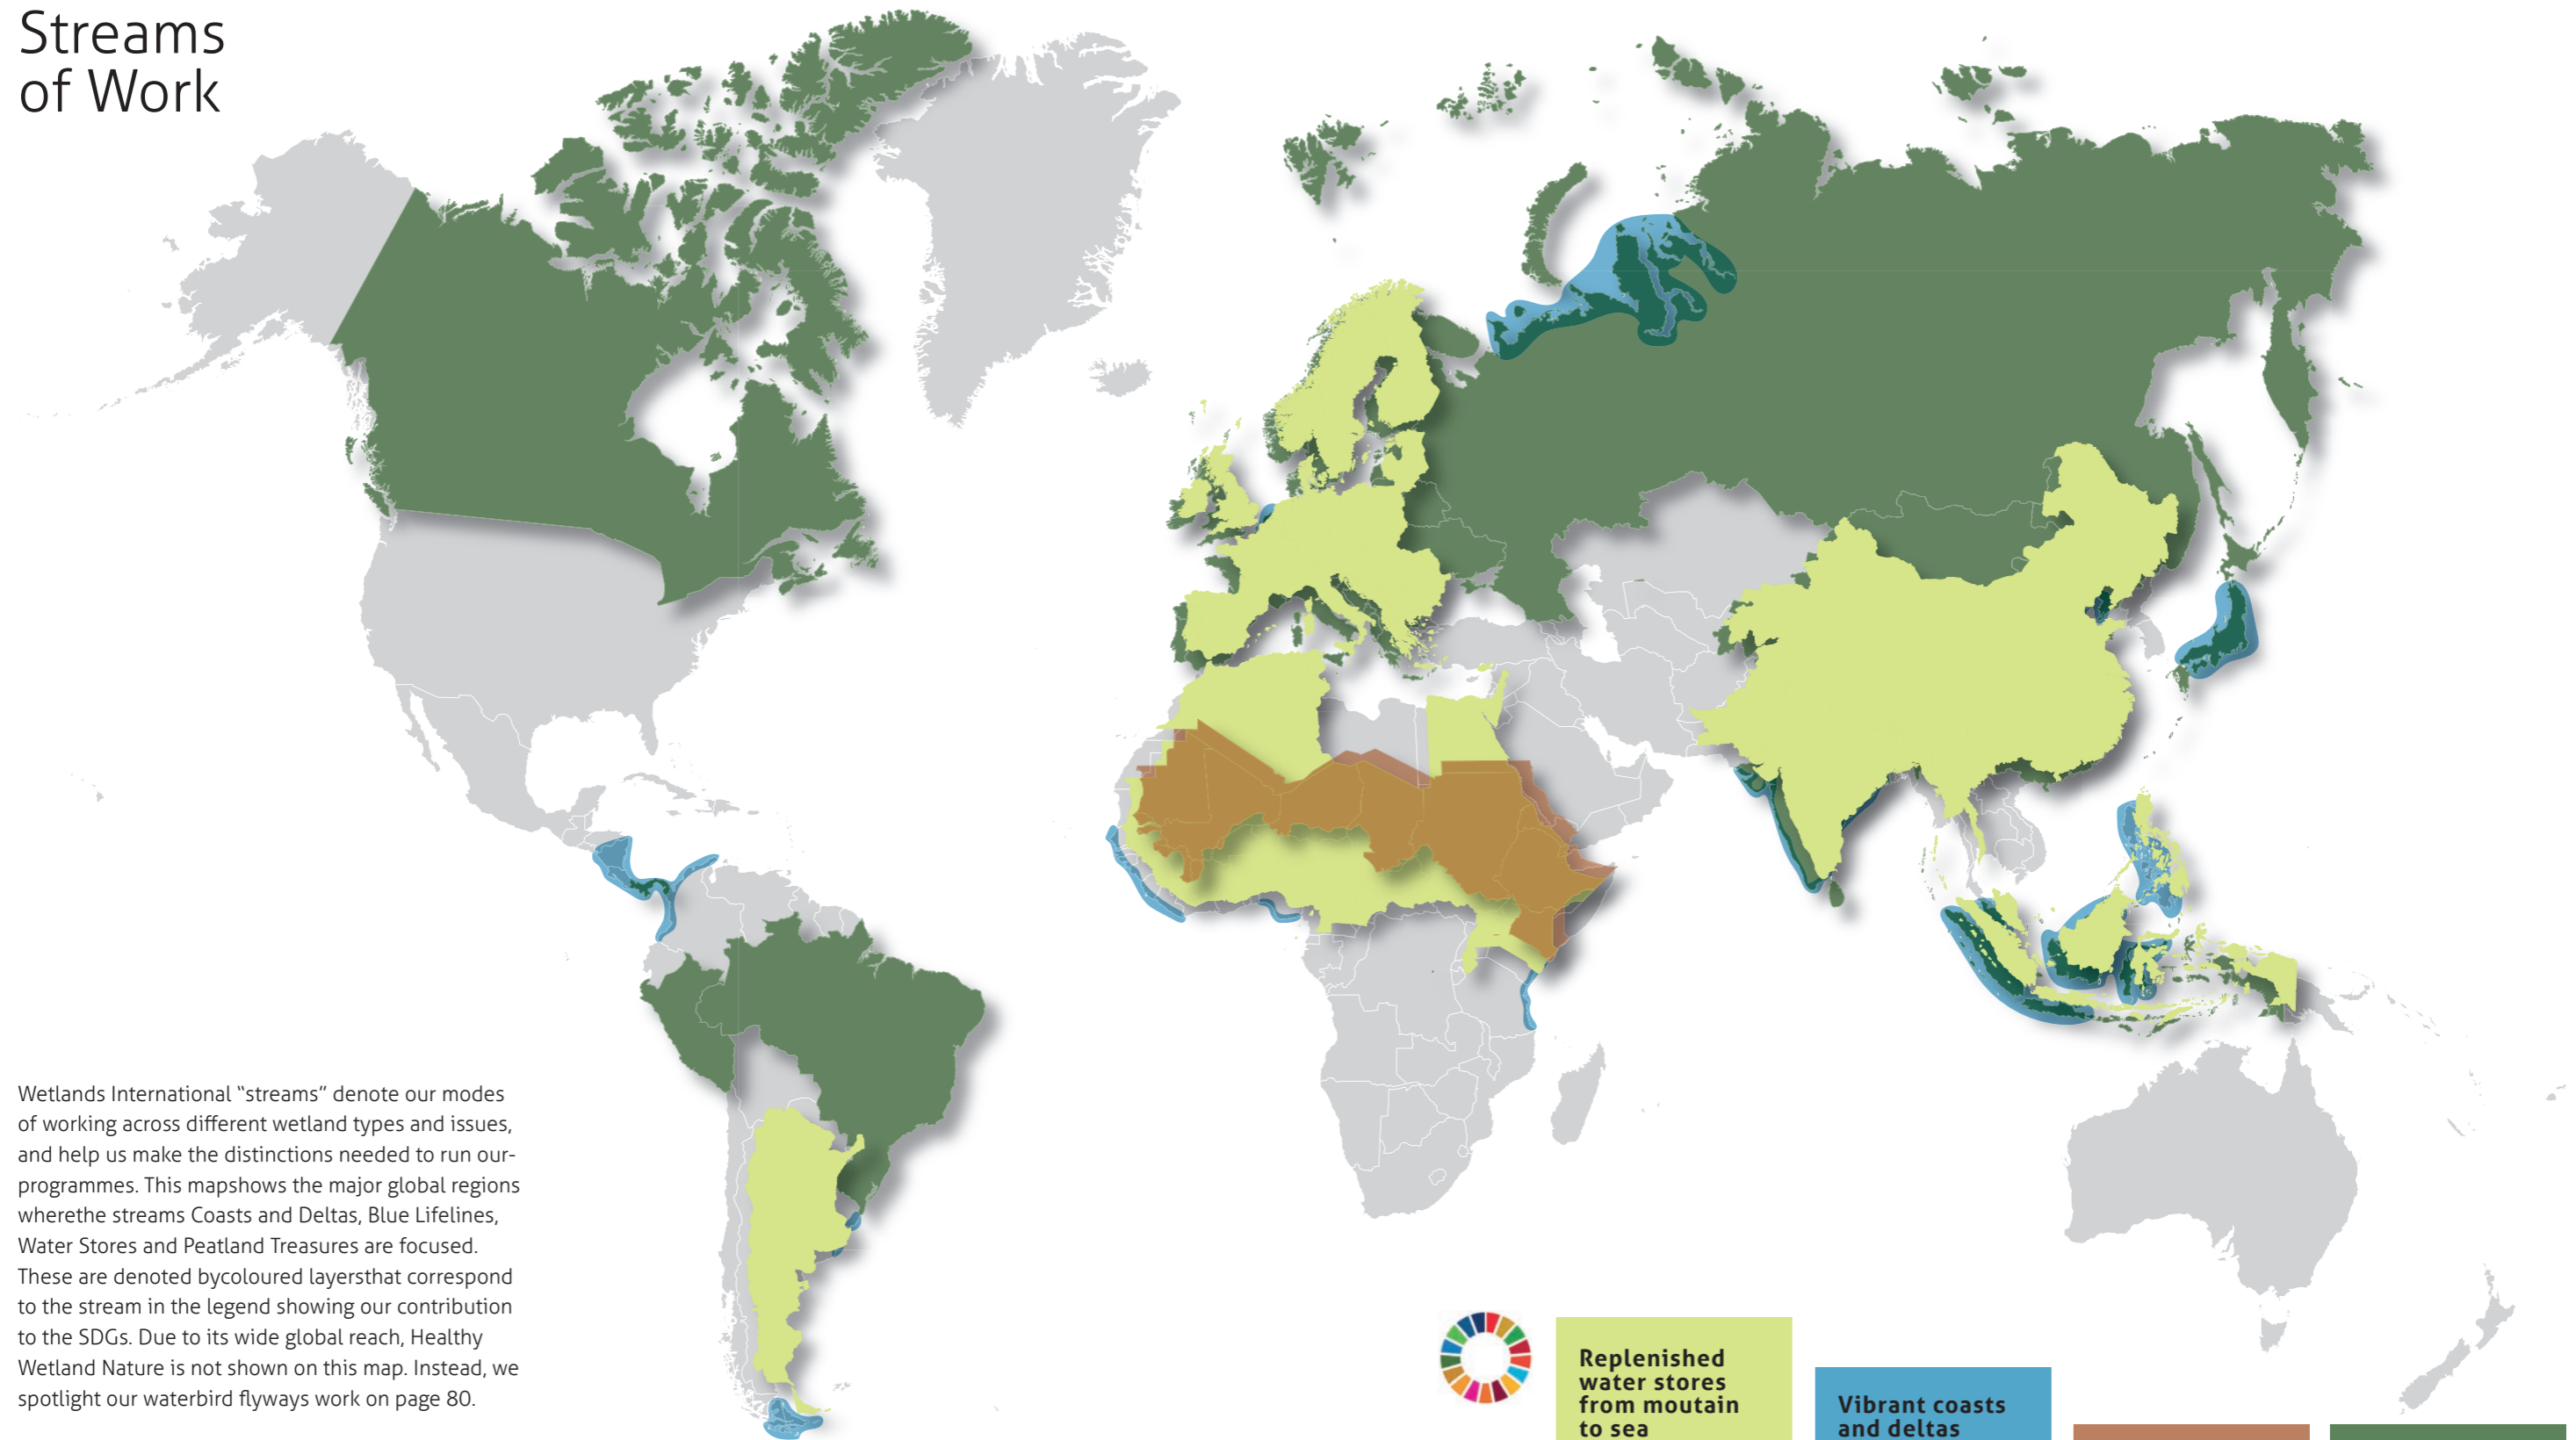 Streams
of Work
Wetlands International “streams” denote our modes
of working across different wetland types and issues,
and help us make the distinctions needed to run our-
programmes. This mapshows the major global regions
wherethe streams Coasts and Deltas, Blue Lifelines,
Water Stores and Peatland Treasures are focused.
These are denoted bycoloured layersthat correspond
to the stream in the legend showing our contribution
to the SDGs. Due to its wide global reach, Healthy
Wetland Nature is not shown on this map. Instead, we
spotlight our waterbird flyways work on page 80.
Replenished
water stores
from moutain
to sea
Vibrant coasts
and deltas